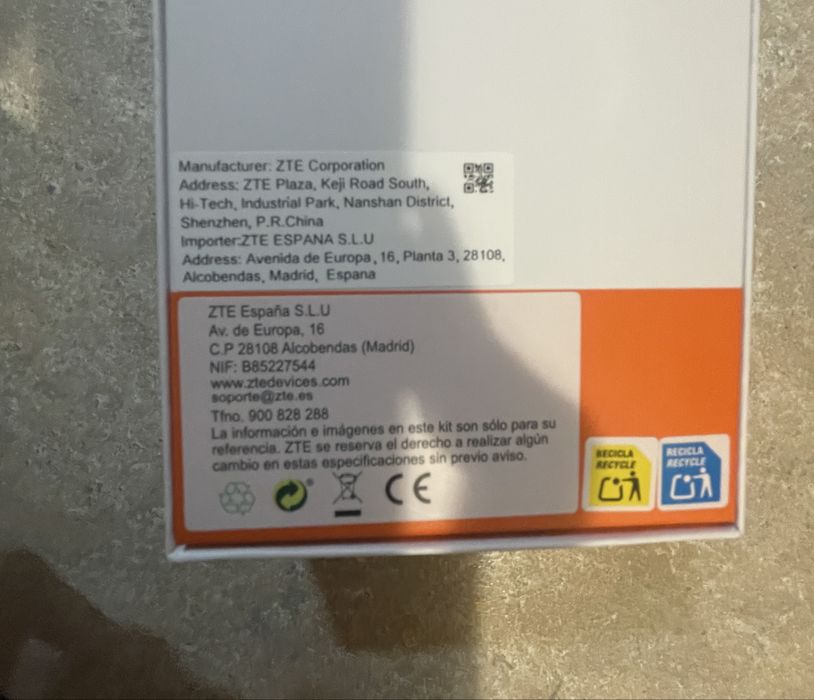 Manufacturer: ZTE Corporation
Address: ZTE Plaza, Keji Road South,
Hi-Tech, Industrial Park, Nanshan District,
Shenzhen, P.R.China
Importer:ZTE ESPANA S.L.U
Address: Avenida de Europa, 16, Planta 3, 28108,
Alcobendas, Madrid, Espana
ZTE España S.L.U
Av. de Europa, 16
C.P 28108 Alcobendas (Madrid)
NIF: B85227544
www.ztedevices.com
soporte@zte.es
Tfno. 900 828 288
La información e imágenes en este kit son sólo para su
referencia. ZTE se reserva el derecho a realizar algún
cambio en estas especificaciones sin previo aviso.
CE
RECICLA
RECYCLE
RECICLA
RECYCLE